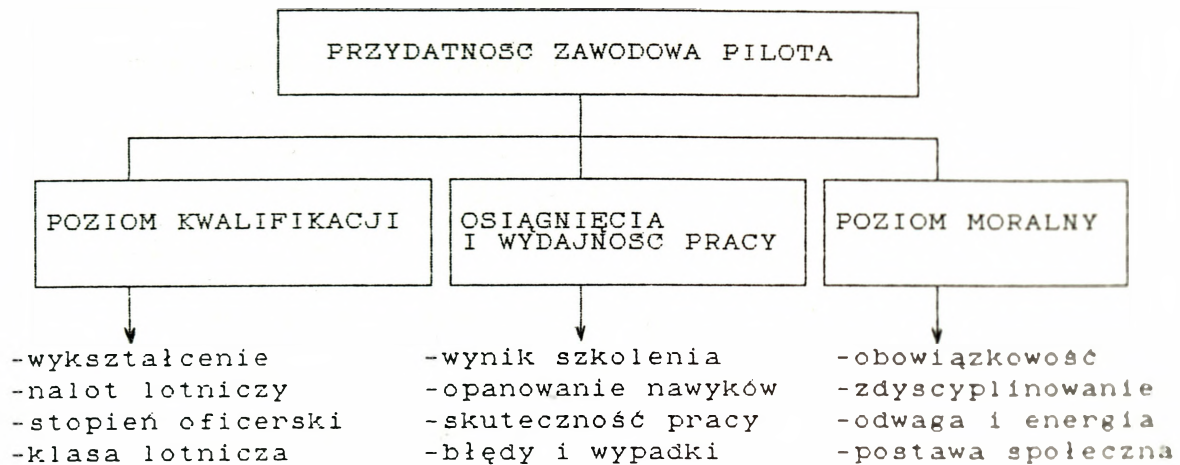 PRZYDATNOSC ZAWODOWA PILOTA
POZIOM KWALIFIKACJI
OSIĄGNIĘCIA
I WYDAJNOSC PRACY
POZIOM MORALNY
-wykształcenie
-nalot lotniczy
-stopień oficerski
-klasa lotnicza
-wynik szkolenia
-opanowanie nawyków
-skuteczność pracy
-błędy i wypadki
-obowiązkowość
-zdyscyplinowanie
-odwaga i energia
-postawa społeczna